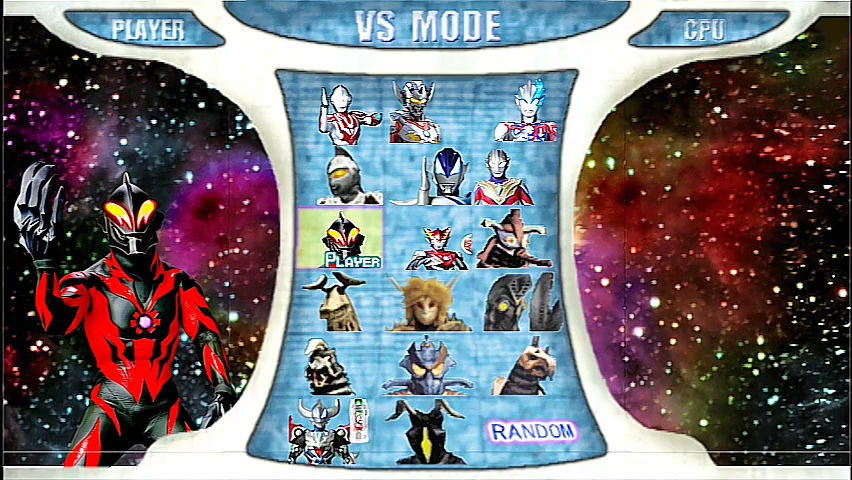 PLAYER
VS MODE
CPU
PLAYER
RANDOM